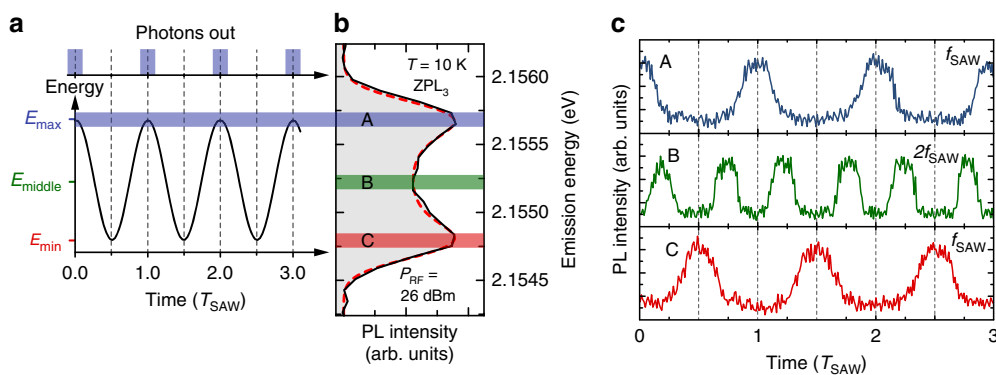 a
Photons out
Energy
E_max
E_middle
E_min
0.0 1.0 2.0 3.0
Time (T_SAW)
b
T = 10 K
ZPL_3
A
B
C
P_RF =
26 dBm
PL intensity
(arb. units)
2.1560
2.1555
2.1550
2.1545
Emission energy (eV)
c
PL intensity (arb. units)
A
f_SAW
B
2f_SAW
C
f_SAW
0 1 2 3
Time (T_SAW)